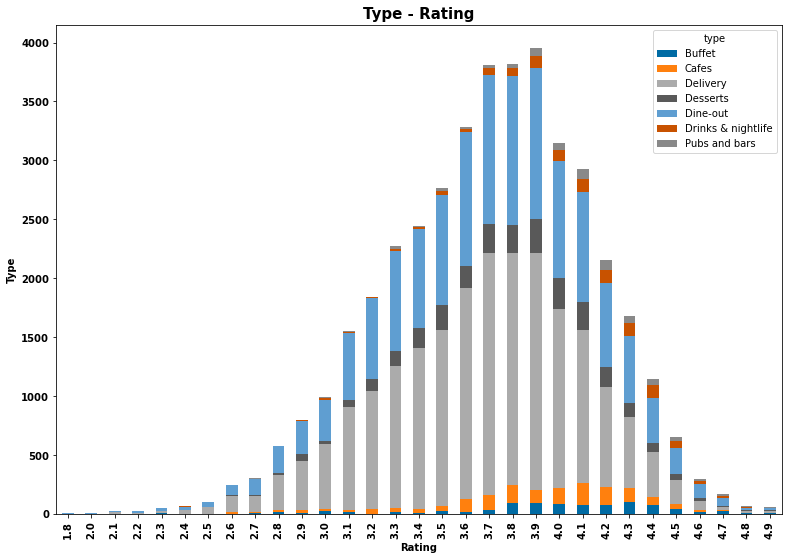 Type - Rating
type
Buffet
Cafes
Delivery
Desserts
Dine-out
Drinks & nightlife
Pubs and bars
Type
4000
3500
3000
2500
2000
1500
1000
500
0
1.8 2.0 2.1 2.2 2.3 2.4 2.5 2.6 2.7 2.8 2.9 3.0 3.1 3.2 3.3 3.4 3.5 3.6 3.7 3.8 3.9 4.0 4.1 4.2 4.3 4.4 4.5 4.6 4.7 4.8 4.9
Rating